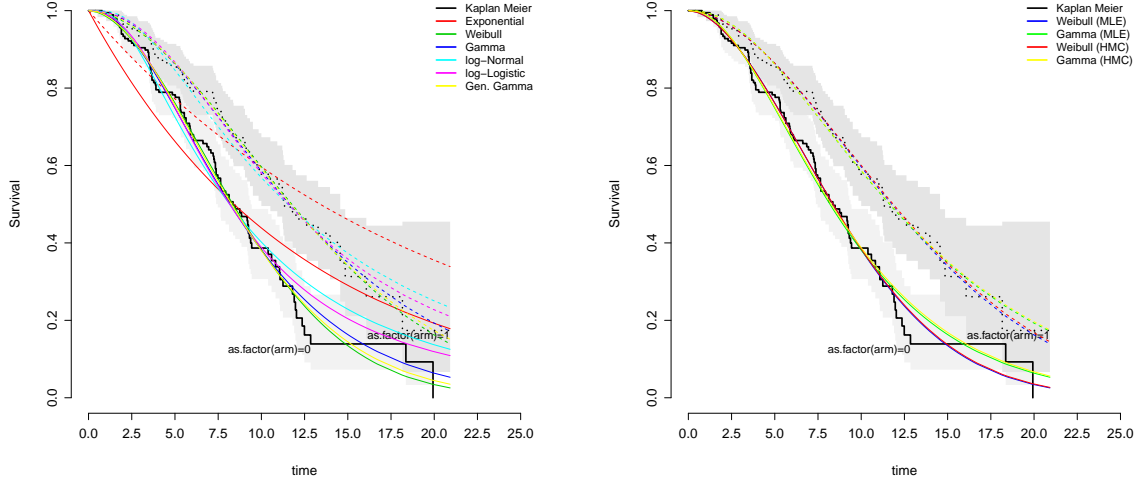 Kaplan Meier
Exponential
Weibull
Gamma
log−Normal
log−Logistic
Gen. Gamma
1.0
0.8
0.6
0.4
0.2
0.0
Survival
as.factor(arm)=1
as.factor(arm)=0
0.0 2.5 5.0 7.5 10.0 12.5 15.0 17.5 20.0 22.5 25.0
time
Kaplan Meier
Weibull (MLE)
Gamma (MLE)
Weibull (HMC)
Gamma (HMC)
1.0
0.8
0.6
0.4
0.2
0.0
Survival
as.factor(arm)=1
as.factor(arm)=0
0.0 2.5 5.0 7.5 10.0 12.5 15.0 17.5 20.0 22.5 25.0
time